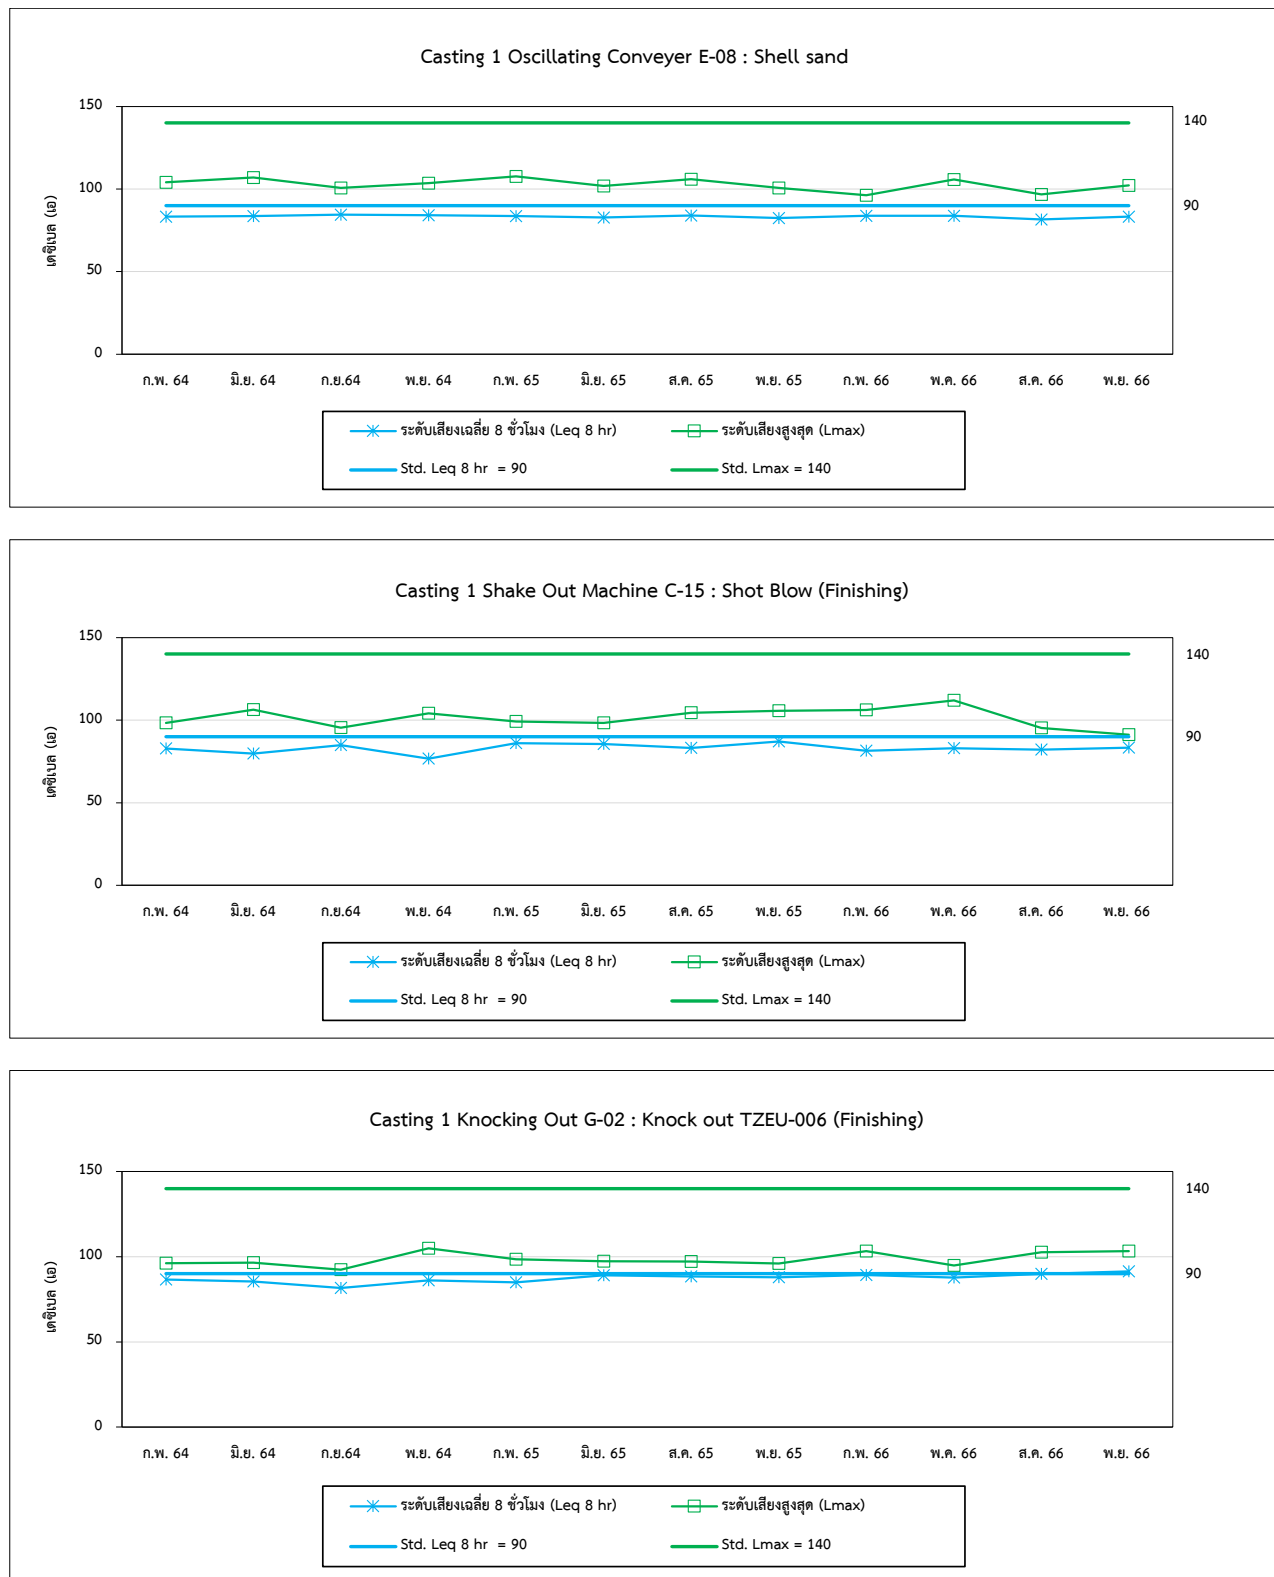 Casting 1 Oscillating Conveyer E-08 : Shell sand
150
140
100
90
เดซิเบล (เอ)
50
0
ก.พ. 64 มิ.ย. 64 ก.ย.64 พ.ย. 64 ก.พ. 65 มิ.ย. 65 ส.ค. 65 พ.ย. 65 ก.พ. 66 พ.ค. 66 ส.ค. 66 พ.ย. 66
ระดับเสียงเฉลี่ย 8 ชั่วโมง (Leq 8 hr) ระดับเสียงสูงสุด (Lmax)
Std. Leq 8 hr = 90 Std. Lmax = 140
Casting 1 Shake Out Machine C-15 : Shot Blow (Finishing)
150
140
100
90
เดซิเบล (เอ)
50
0
ก.พ. 64 มิ.ย. 64 ก.ย.64 พ.ย. 64 ก.พ. 65 มิ.ย. 65 ส.ค. 65 พ.ย. 65 ก.พ. 66 พ.ค. 66 ส.ค. 66 พ.ย. 66
ระดับเสียงเฉลี่ย 8 ชั่วโมง (Leq 8 hr) ระดับเสียงสูงสุด (Lmax)
Std. Leq 8 hr = 90 Std. Lmax = 140
Casting 1 Knocking Out G-02 : Knock out TZEU-006 (Finishing)
150
140
100
90
เดซิเบล (เอ)
50
0
ก.พ. 64 มิ.ย. 64 ก.ย.64 พ.ย. 64 ก.พ. 65 มิ.ย. 65 ส.ค. 65 พ.ย. 65 ก.พ. 66 พ.ค. 66 ส.ค. 66 พ.ย. 66
ระดับเสียงเฉลี่ย 8 ชั่วโมง (Leq 8 hr) ระดับเสียงสูงสุด (Lmax)
Std. Leq 8 hr = 90 Std. Lmax = 140